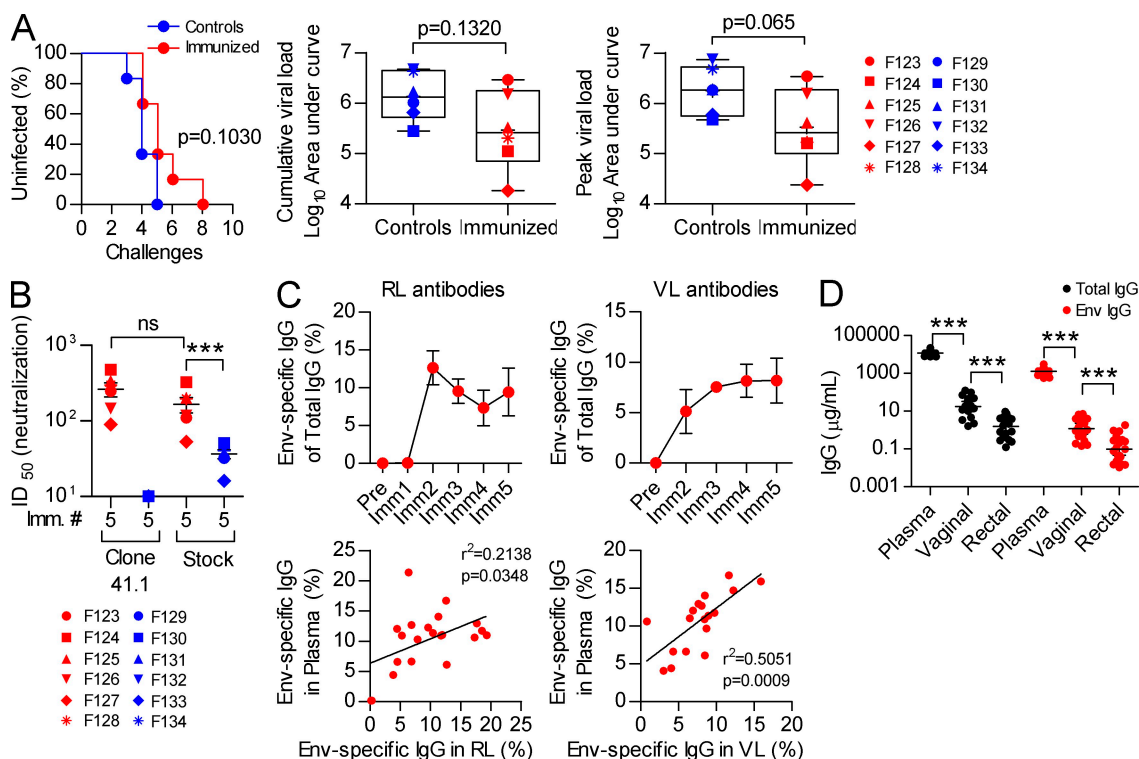 A
Controls
Immunized
Uninfected (%)
100
80
60
40
20
0
p=0.1030
0 2 4 6 8 10
Challenges
Cumulative viral load
Log10 Area under curve
p=0.1320
7
6
5
4
Controls Immunized
Peak viral load
Log10 Area under curve
p=0.065
7
6
5
4
Controls Immunized
F123 F129
F124 F130
F125 F131
F126 F132
F127 F133
F128 F134
B
ID 50 (neutralization)
ns
***
10^3
10^2
10^1
Imm. # 5 5 5 5
Clone Stock
41.1
F123 F129
F124 F130
F125 F131
F126 F132
F127 F133
F128 F134
C
RL antibodies
Env-specific IgG
of Total IgG (%)
20
15
10
5
0
Pre Imm1 Imm2 Imm3 Imm4 Imm5
VL antibodies
Env-specific IgG
of Total IgG (%)
15
10
5
0
Pre Imm2 Imm3 Imm4 Imm5
Env-specific IgG
in Plasma (%)
25
20
15
10
5
0
r2=0.2138
p=0.0348
0 5 10 15 20 25
Env-specific IgG in RL (%)
Env-specific IgG
in Plasma (%)
20
15
10
5
0
r2=0.5051
p=0.0009
0 5 10 15 20
Env-specific IgG in VL (%)
D
Total IgG
Env IgG
IgG (μg/mL)
*** *** *** ***
100000
1000
10
0.1
0.001
Plasma Vaginal Rectal Plasma Vaginal Rectal